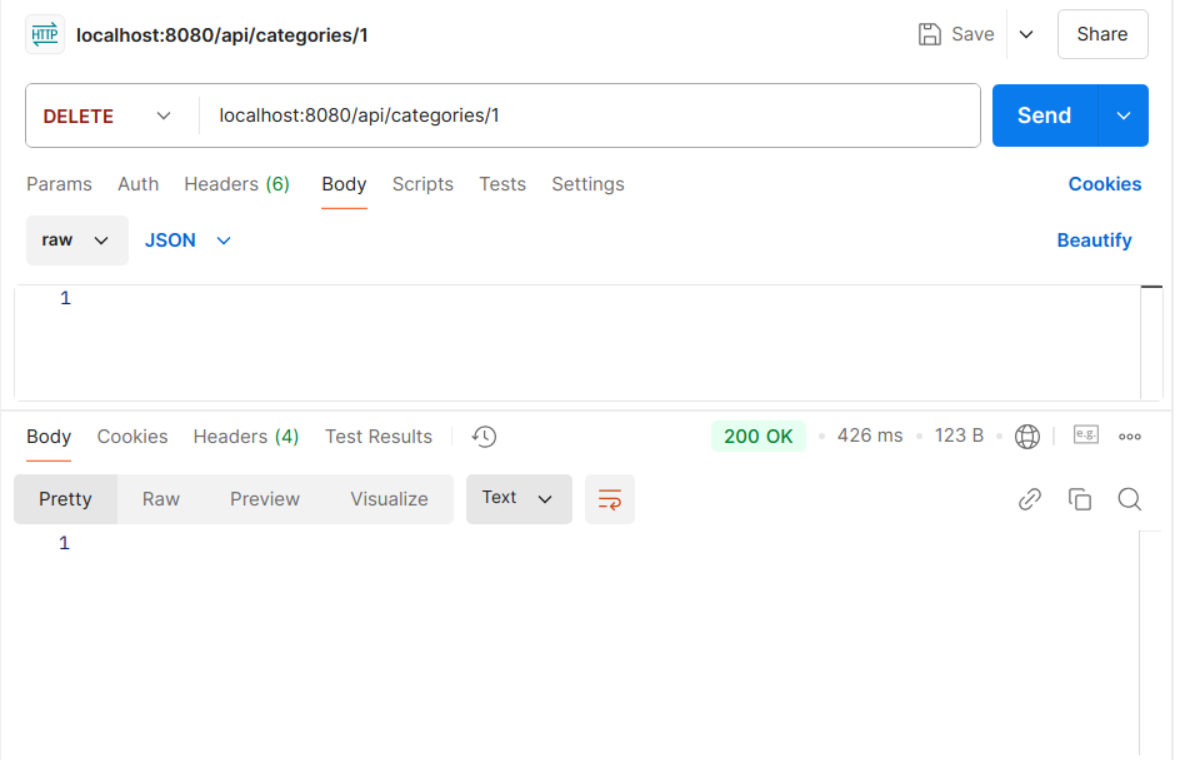 HTTP localhost:8080/api/categories/1 Save Share
DELETE localhost:8080/api/categories/1 Send
Params Auth Headers (6) Body Scripts Tests Settings Cookies
raw JSON Beautify
1
Body Cookies Headers (4) Test Results 200 OK 426 ms 123 B e.g.
Pretty Raw Preview Visualize Text
1